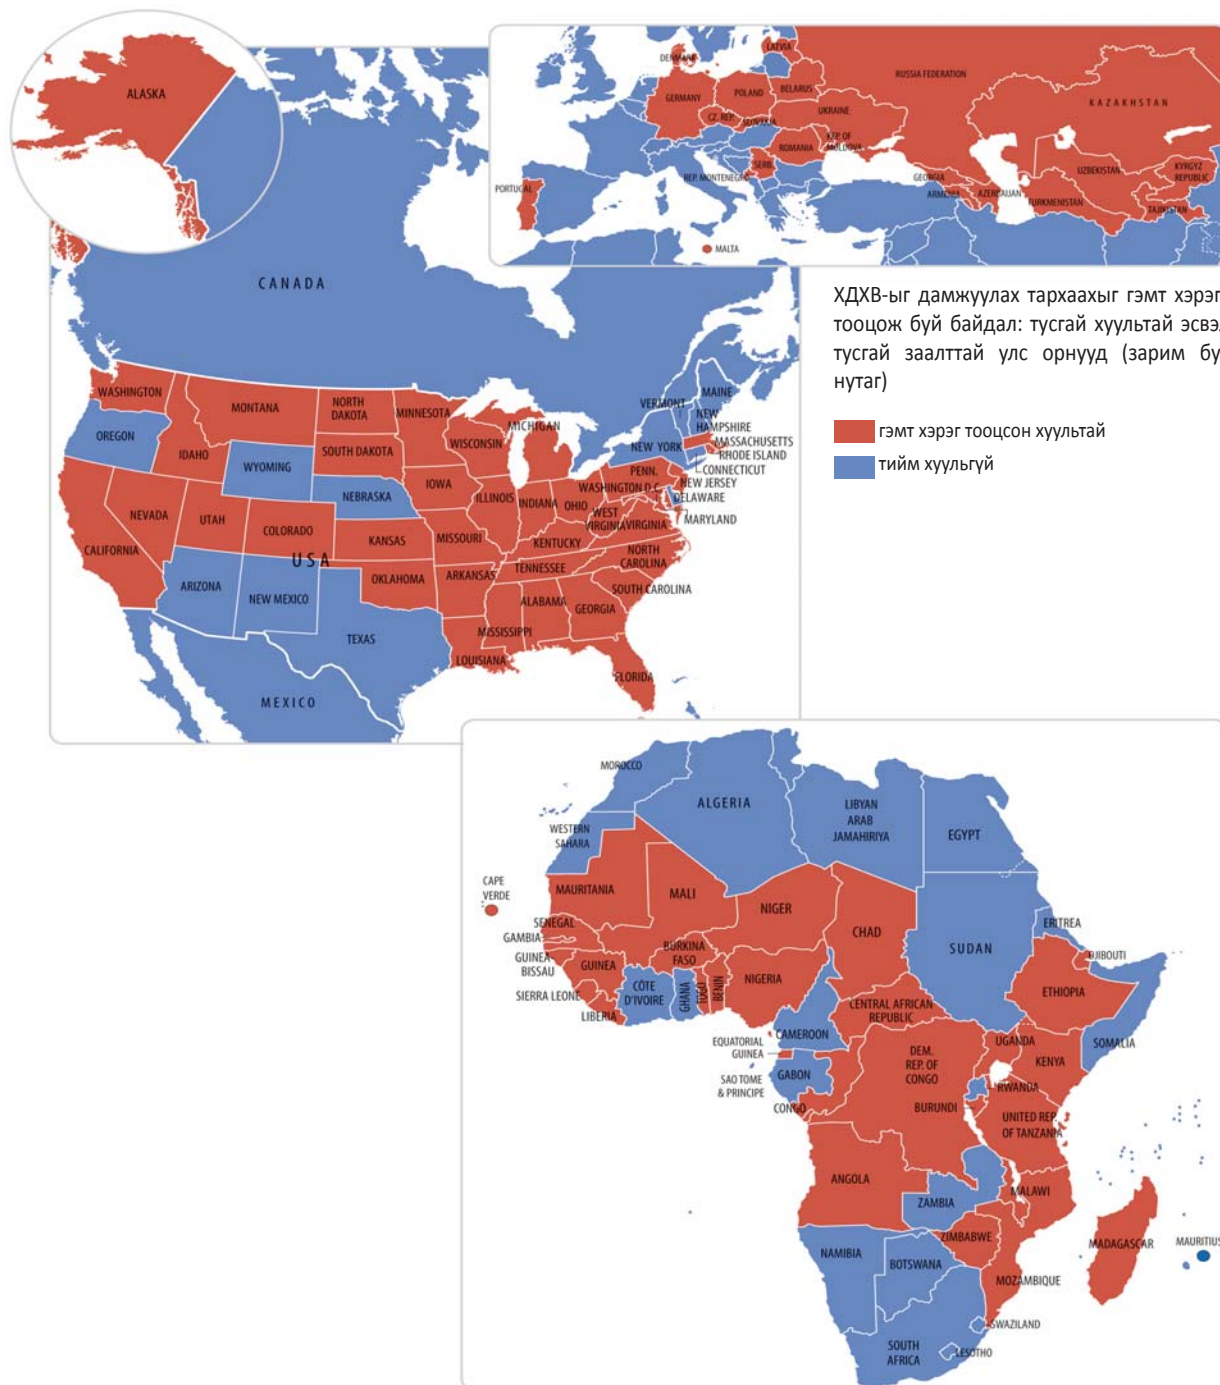 ALASKA
CANADA
WASHINGTON
MONTANA
NORTH
DAKOTA
MINNESOTA
OREGON
IDAHO
WYOMING
SOUTH DAKOTA
WISCONSIN
MICHIGAN
VERMONT
MAINE
NEW
HAMPSHIRE
NEW YORK
MASSACHUSETTS
RHODE ISLAND
CONNECTICUT
PENN.
NEW JERSEY
WASHINGTON D.C.
DELAWARE
MARYLAND
NEBRASKA
IOWA
ILLINOIS
INDIANA
OHIO
WEST
VIRGINIA
VIRGINIA
NEVADA
UTAH
COLORADO
KANSAS
MISSOURI
KENTUCKY
CALIFORNIA
USA
NORTH
CAROLINA
TENNESSEE
OKLAHOMA
ARKANSAS
SOUTH CAROLINA
ARIZONA
NEW MEXICO
ALABAMA
GEORGIA
TEXAS
MISSISSIPPI
LOUISIANA
FLORIDA
MEXICO
DENMARK
LATVIA
RUSSIA FEDERATION
GERMANY
POLAND
BELARUS
KAZAKHSTAN
CZ. REP.
SLOVAKIA
UKRAINE
ROMANIA
REP. OF
MOLDOVA
SERB.
REP. MONTENEGRO
PORTUGAL
GEORGIA
ARMENIA
AZERBAIJAN
UZBEKISTAN
KYRGYZ
REPUBLIC
TURKMENISTAN
TAJIKISTAN
MALTA
ХДХВ-ыг дамжуулах тархаахыг гэмт хэрэг
тооцож буй байдал: тусгай хуультай
тусгай заалттай улс орнууд (зарим
нутаг)
гэмт хэрэг тооцсон хуультай
тийм хуульгүй
MOROCCO
ALGERIA
LIBYAN
ARAB
JAMAHIRIYA
EGYPT
WESTERN
SAHARA
CAPE
VERDE
MAURITANIA
MALI
NIGER
CHAD
SUDAN
ERITREA
DJIBOUTI
SENEGAL
GAMBIA
GUINEA
BISSAU
GUINEA
BURKINA
FASO
SIERRA LEONE
LIBERIA
CÔTE
D'IVOIRE
GHANA
TOGO
BENIN
NIGERIA
CENTRAL AFRICAN
REPUBLIC
ETHIOPIA
SOMALIA
CAMEROON
EQUATORIAL
GUINEA
SAO TOME
& PRINCIPE
GABON
CONGO
DEM.
REP. OF
CONGO
UGANDA
KENYA
RWANDA
BURUNDI
UNITED REP.
OF TANZANIA
ANGOLA
ZAMBIA
MALAWI
ZIMBABWE
MADAGASCAR
MAURITIUS
NAMIBIA
BOTSWANA
MOZAMBIQUE
SWAZILAND
SOUTH
AFRICA
LESOTHO